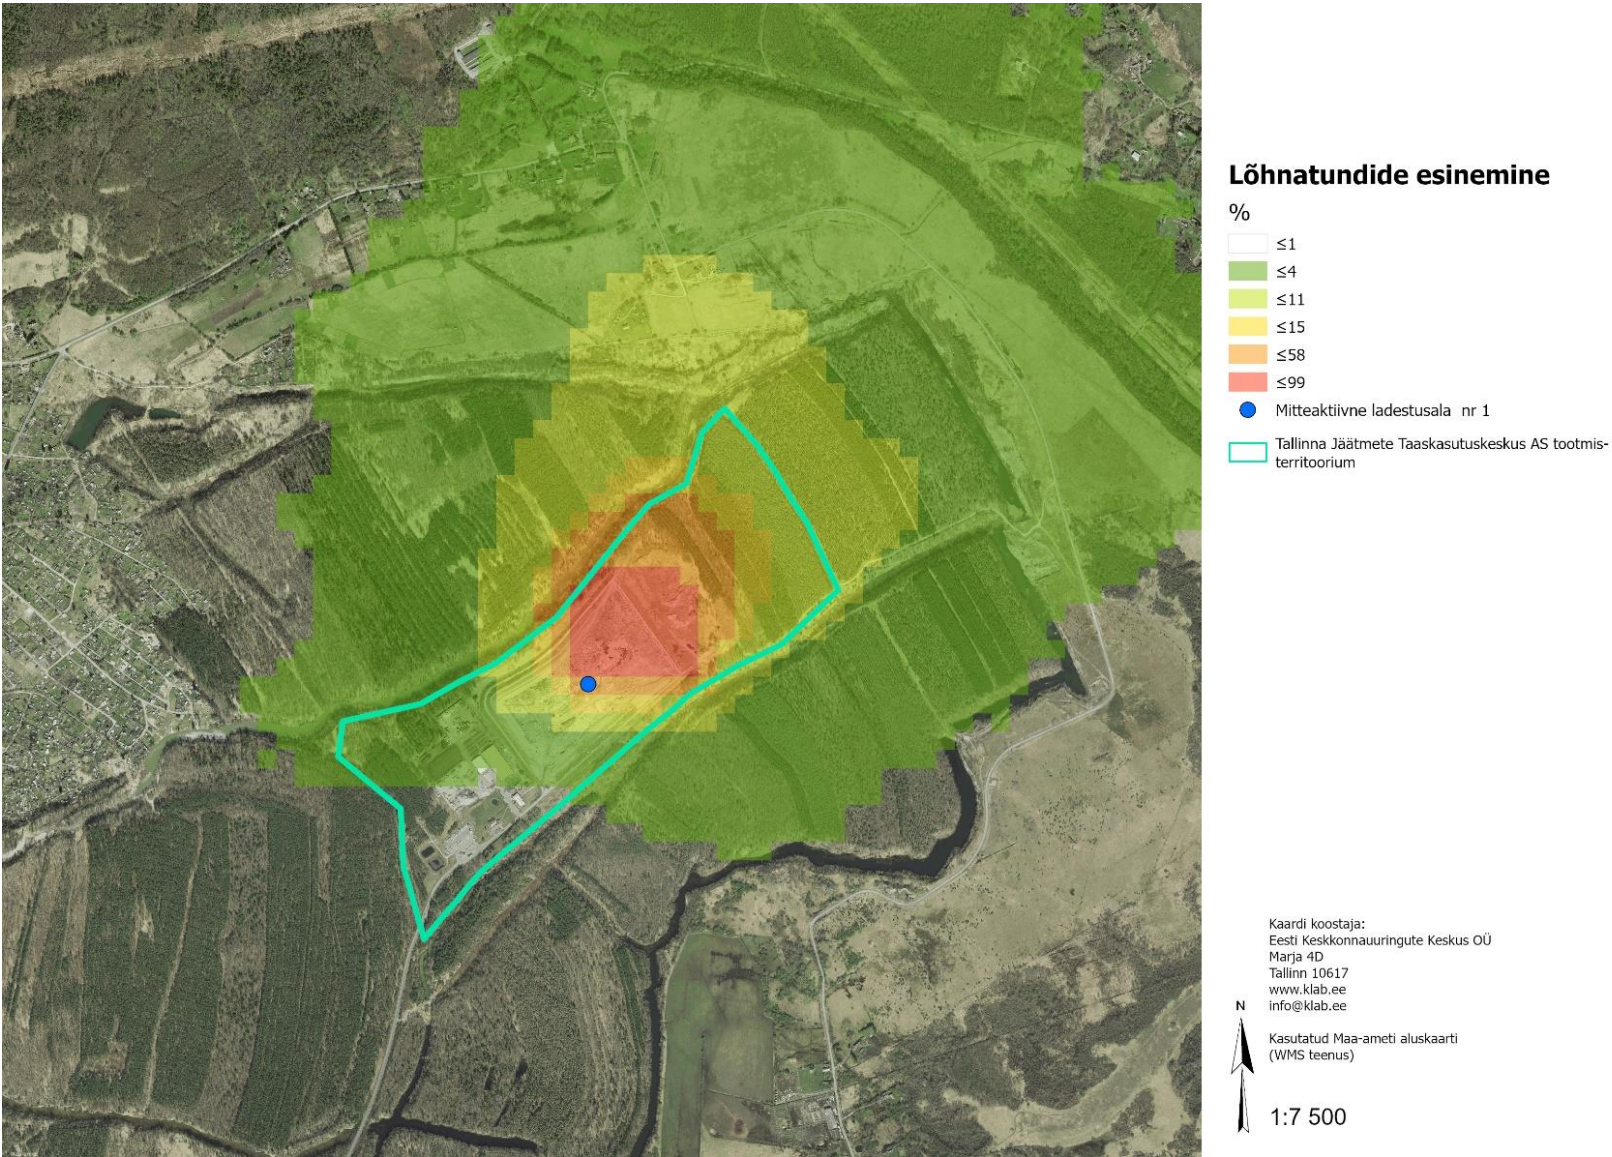 Lõhnatundide esinemine
%
≤1
≤4
≤11
≤15
≤58
≤99
Mitteaktiivne ladestusala nr 1
Tallinna Jäätmete Taaskasutuskeskus AS tootmis-
territoorium
Kaardi koostaja:
Eesti Keskkonnauuringute Keskus OÜ
Marja 4D
Tallinn 10617
www.klab.ee
info@klab.ee
N
Kasutatud Maa-ameti aluskaarti
(WMS teenus)
1:7 500